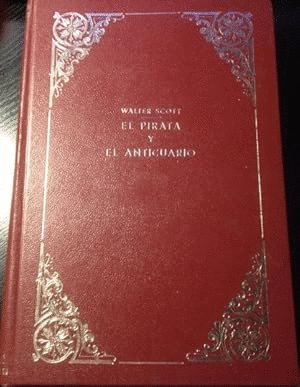 WALTER SCOTT
EL PIRATA
Y
EL ANTICUARIO